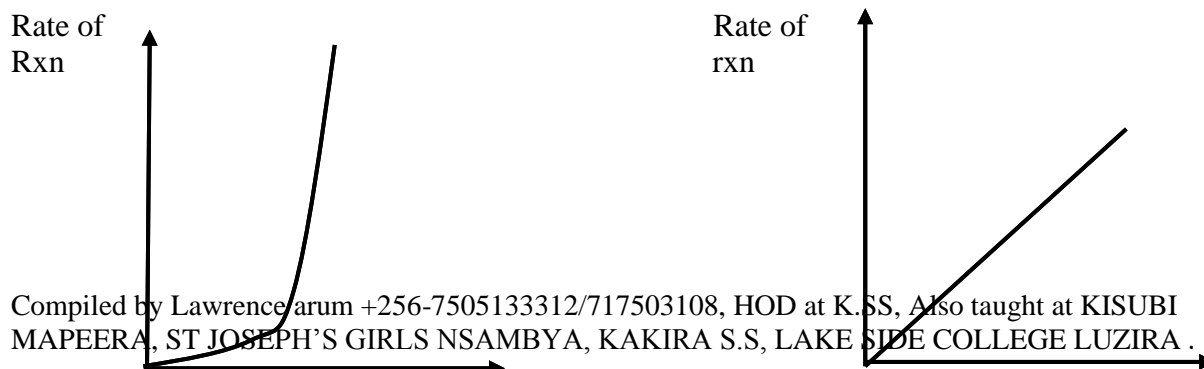 Rate of
Rxn
Rate of
rxn
Compiled by Lawrence arum +256-7505133312/717503108, HOD at K.SS, Also taught at KISUBI
MAPEERA, ST JOSEPH'S GIRLS NSAMBYA, KAKIRA S.S, LAKE SIDE COLLEGE LUZIRA .